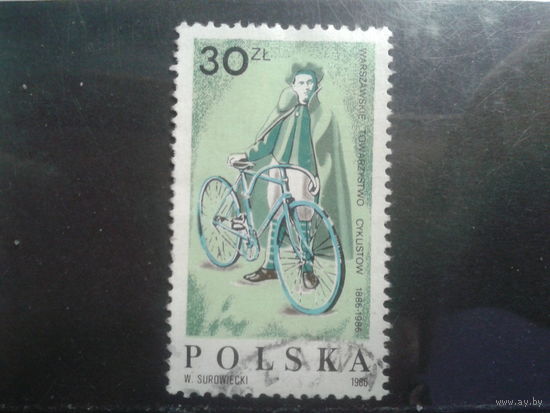 30 ZŁ
WARSZAWSKIE TOWARZYSTWO CYKLISTÓW 1886-1986
POLSKA
W. SUROWIECKI 1986
© www.ay.by